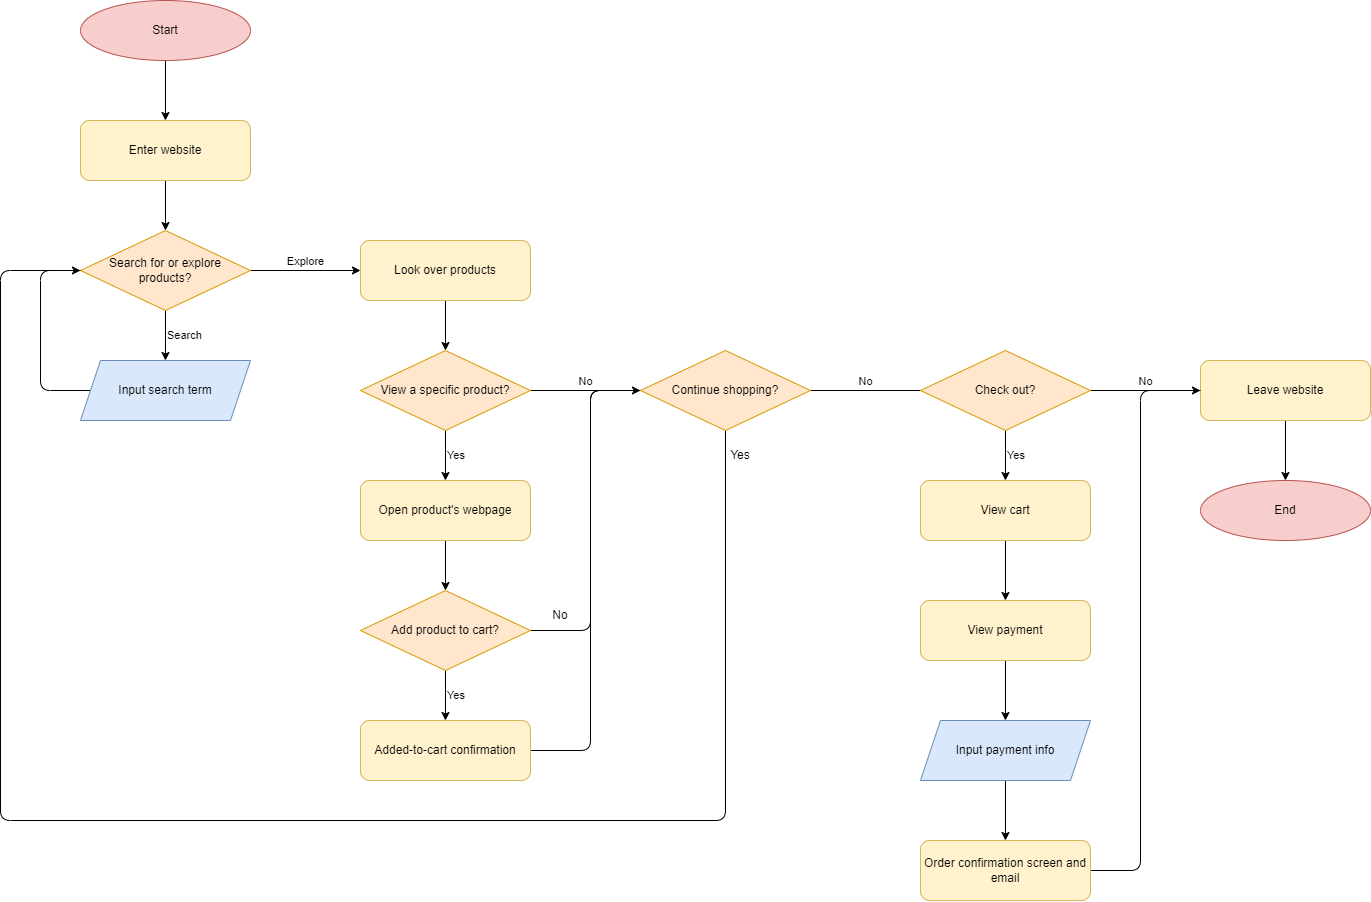 Start
Enter website
Search for or explore
products?
Explore
Look over products
Search
Input search term
View a specific product?
No
Continue shopping?
No
Check out?
No
Leave website
Yes
Yes
Yes
Open product's webpage
View cart
End
Add product to cart?
No
View payment
Yes
Added-to-cart confirmation
Input payment info
Order confirmation screen and
email